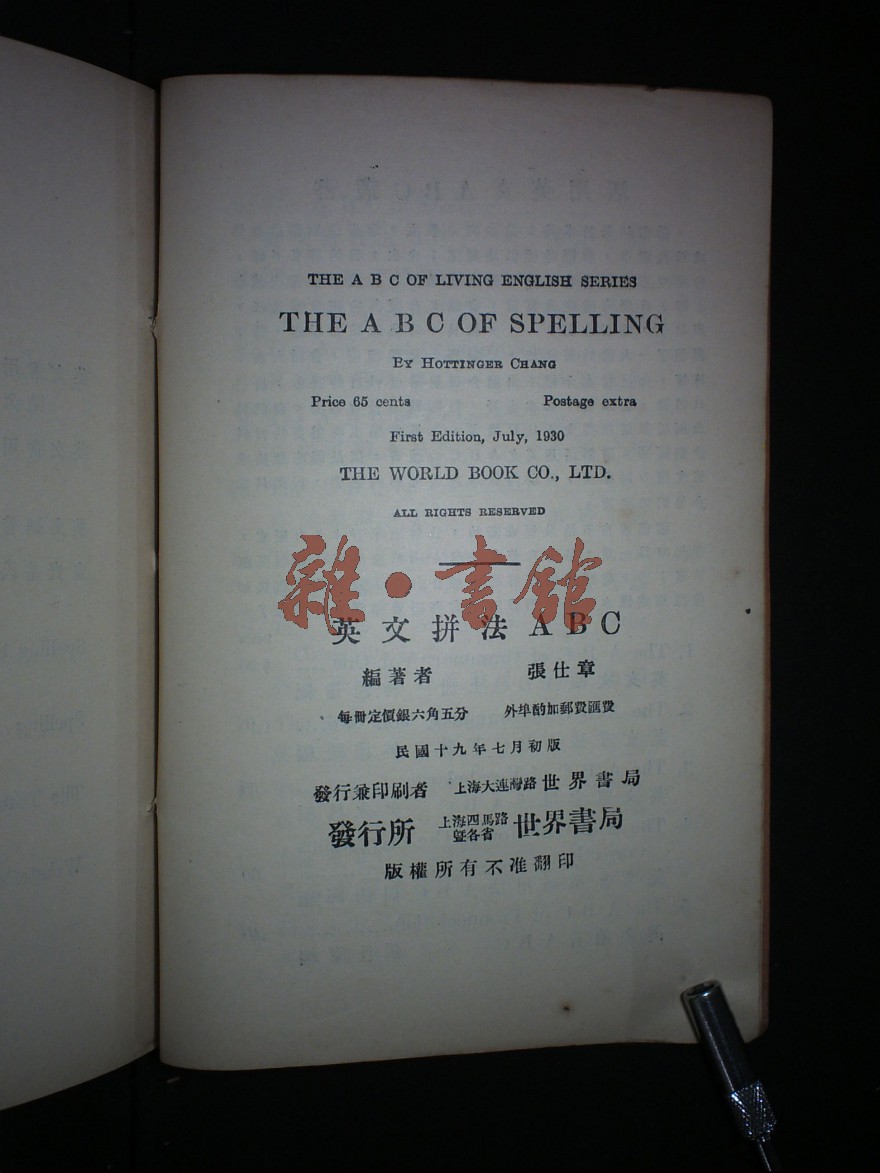 THE A B C OF LIVING ENGLISH SERIES
THE A B C OF SPELLING
BY HOTTINGER CHANG
Price 65 cents Postage extra
First Edition, July, 1930
THE WORLD BOOK CO., LTD.
ALL RIGHTS RESERVED
雜·書館
英文拼法ABC
編著者 張仕章
每冊定價銀六角五分 外埠酌加郵費匯費
民國十九年七月初版
發行兼印刷者 上海大連灣路 世界書局
發行所 上海四馬路暨各省 世界書局
版權所有不准翻印